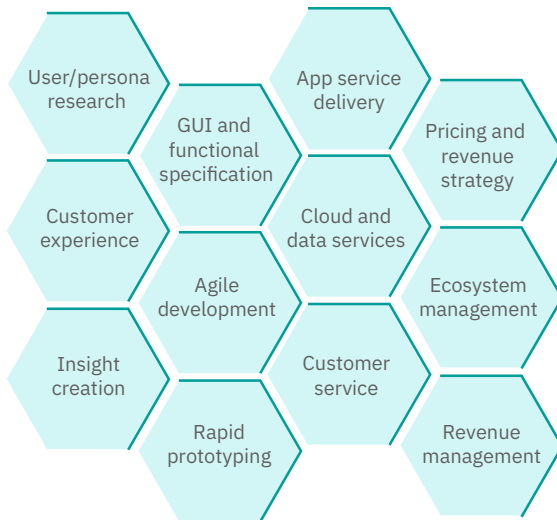 User/persona
research
Customer
experience
Insight
creation
GUI and
functional
specification
Agile
development
Rapid
prototyping
App service
delivery
Cloud and
data services
Customer
service
Pricing and
revenue
strategy
Ecosystem
management
Revenue
management